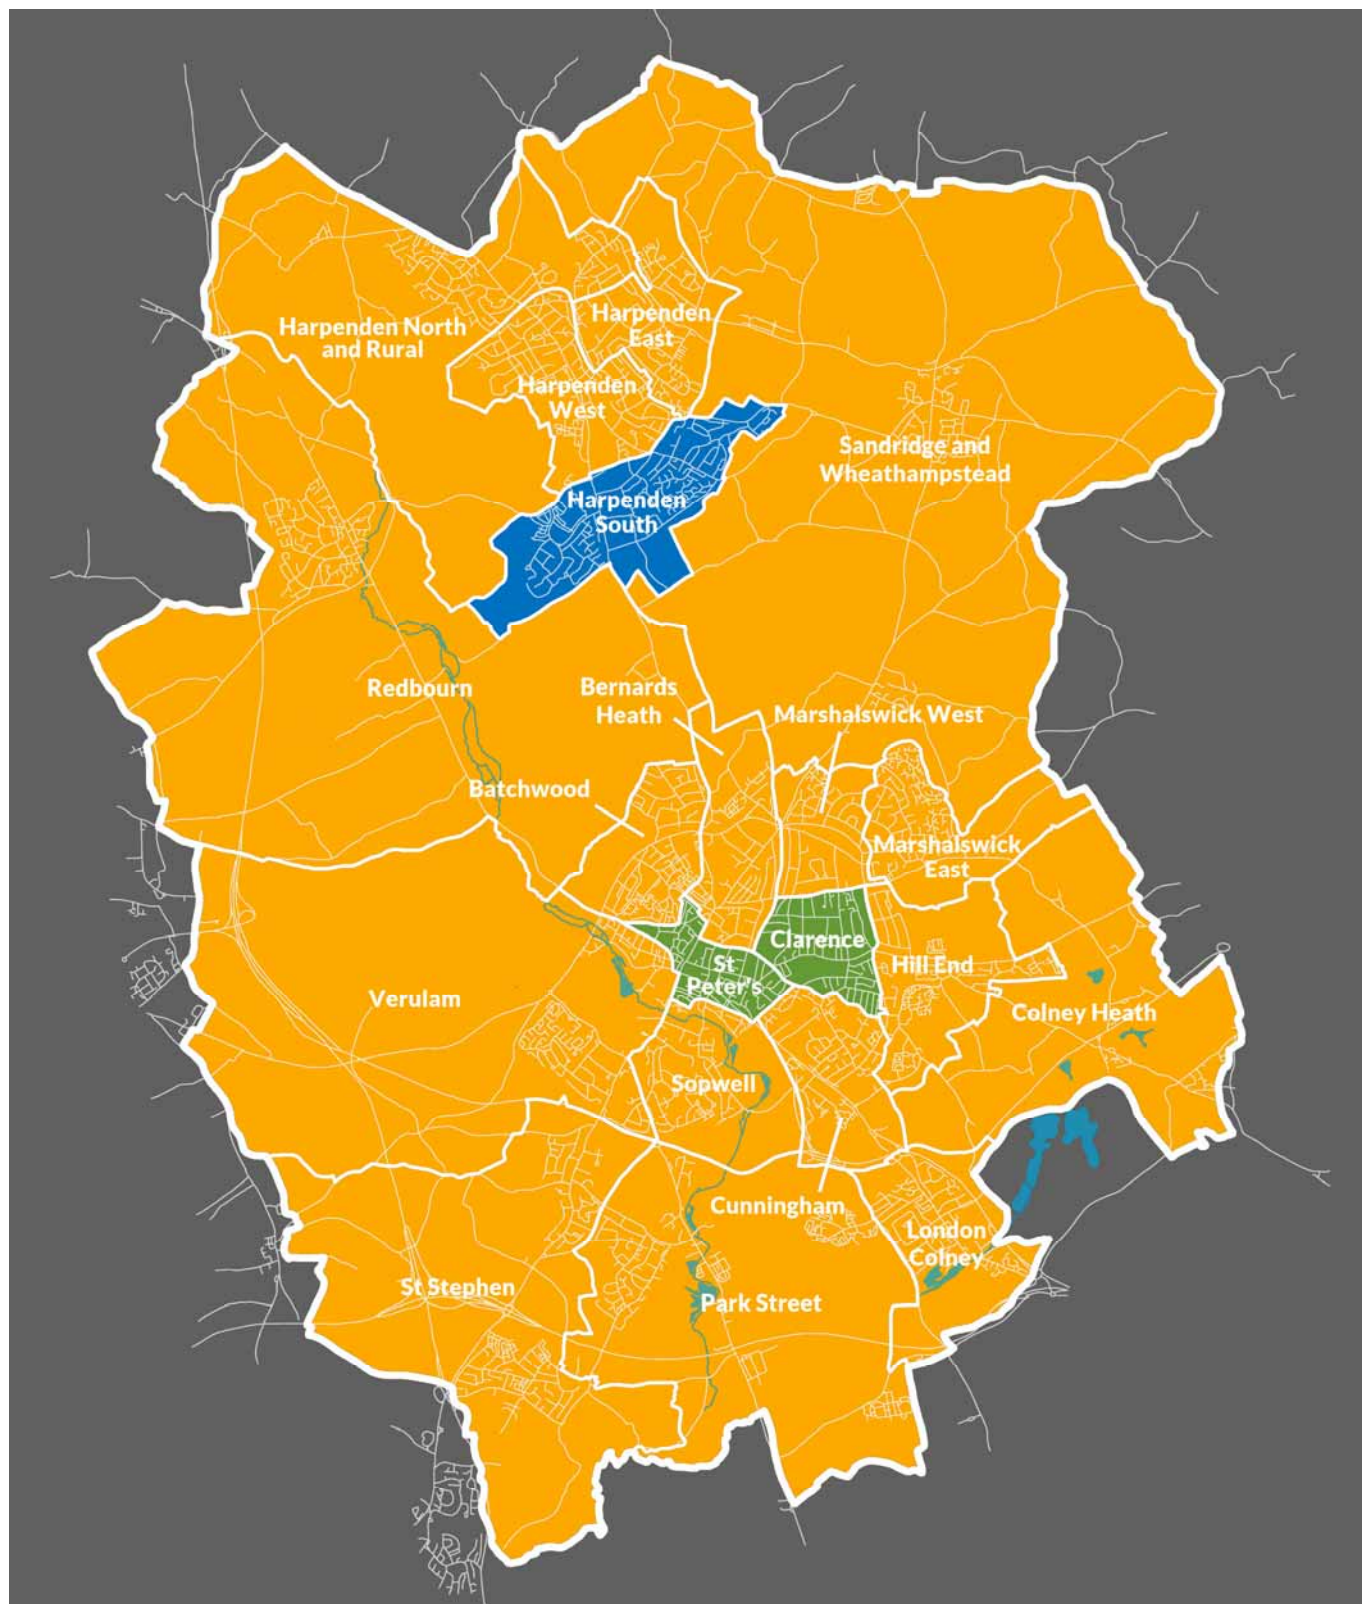 Harpenden North
and Rural
Harpenden
East
Harpenden
West
Sandridge and
Wheathampstead
Harpenden
South
Redbourn
Bernards
Heath
Marshalswick West
Batchwood
Marshalswick
East
Clarence
St
Peter's
Hill End
Verulam
Colney Heath
Sopwell
Cunningham
London
Colney
St Stephen
Park Street